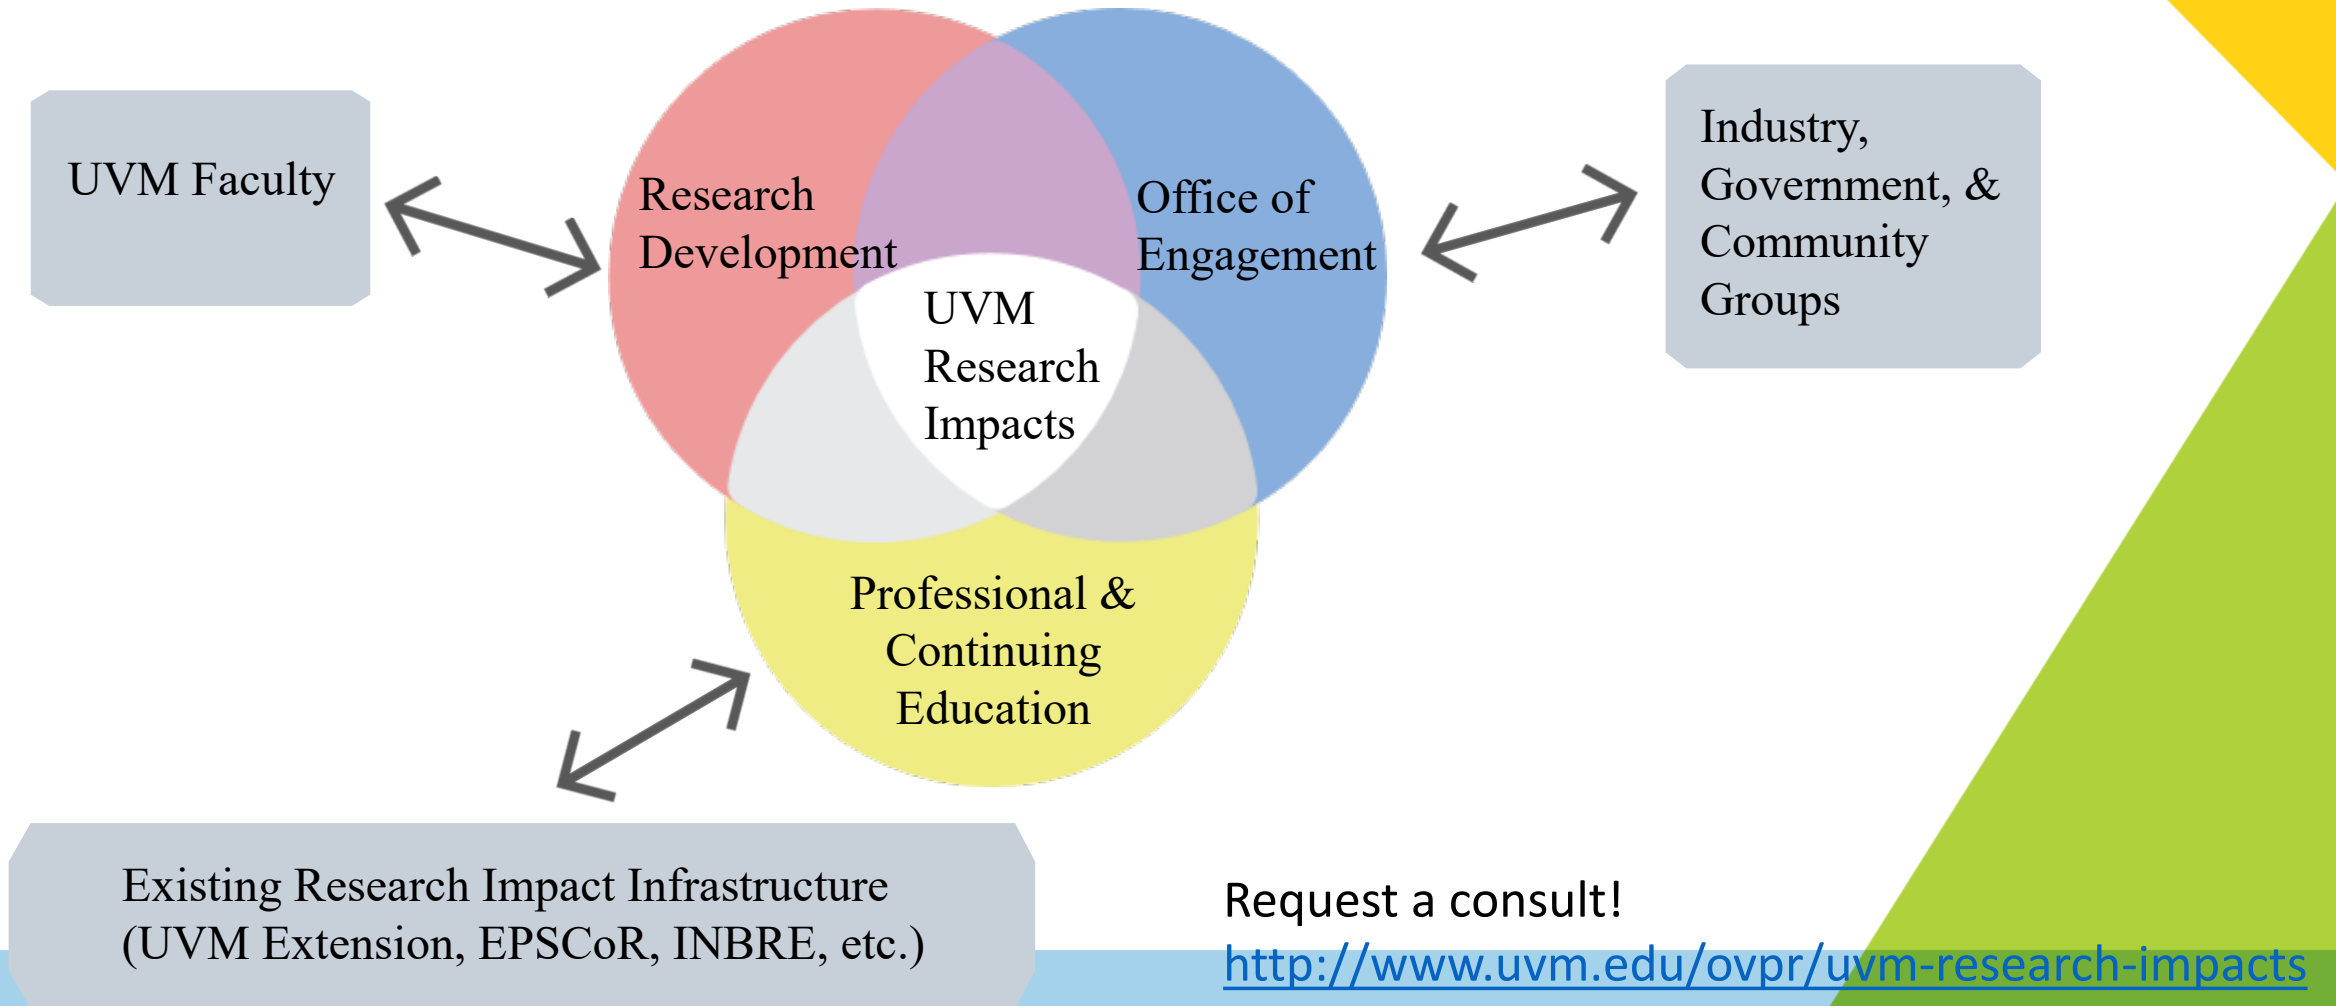 UVM Faculty
Research
Development
Office of
Engagement
Industry,
Government, &
Community
Groups
UVM
Research
Impacts
Professional &
Continuing
Education
Existing Research Impact Infrastructure
(UVM Extension, EPSCoR, INBRE, etc.)
Request a consult!
http://www.uvm.edu/ovpr/uvm-research-impacts